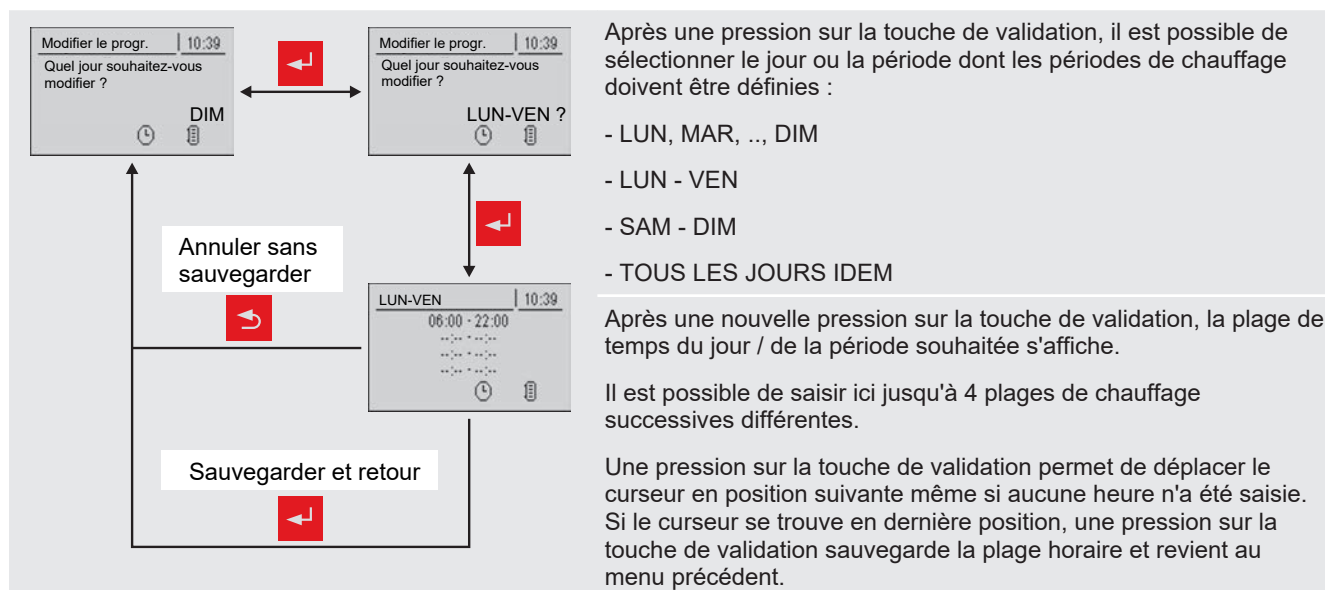 Modifier le progr. 10:39
Quel jour souhaitez-vous
modifier ?
DIM
Modifier le progr. 10:39
Quel jour souhaitez-vous
modifier ?
LUN-VEN ?
Annuler sans
sauvegarder
LUN-VEN 10:39
06:00 - 22:00
--:-- - --:--
--:-- - --:--
--:-- - --:--
Sauvegarder et retour
Après une pression sur la touche de validation, il est possible de
sélectionner le jour ou la période dont les périodes de chauffage
doivent être définies :
- LUN, MAR, .., DIM
- LUN - VEN
- SAM - DIM
- TOUS LES JOURS IDEM
Après une nouvelle pression sur la touche de validation, la plage de
temps du jour / de la période souhaitée s'affiche.
Il est possible de saisir ici jusqu'à 4 plages de chauffage
successives différentes.
Une pression sur la touche de validation permet de déplacer le
curseur en position suivante même si aucune heure n'a été saisie.
Si le curseur se trouve en dernière position, une pression sur la
touche de validation sauvegarde la plage horaire et revient au
menu précédent.